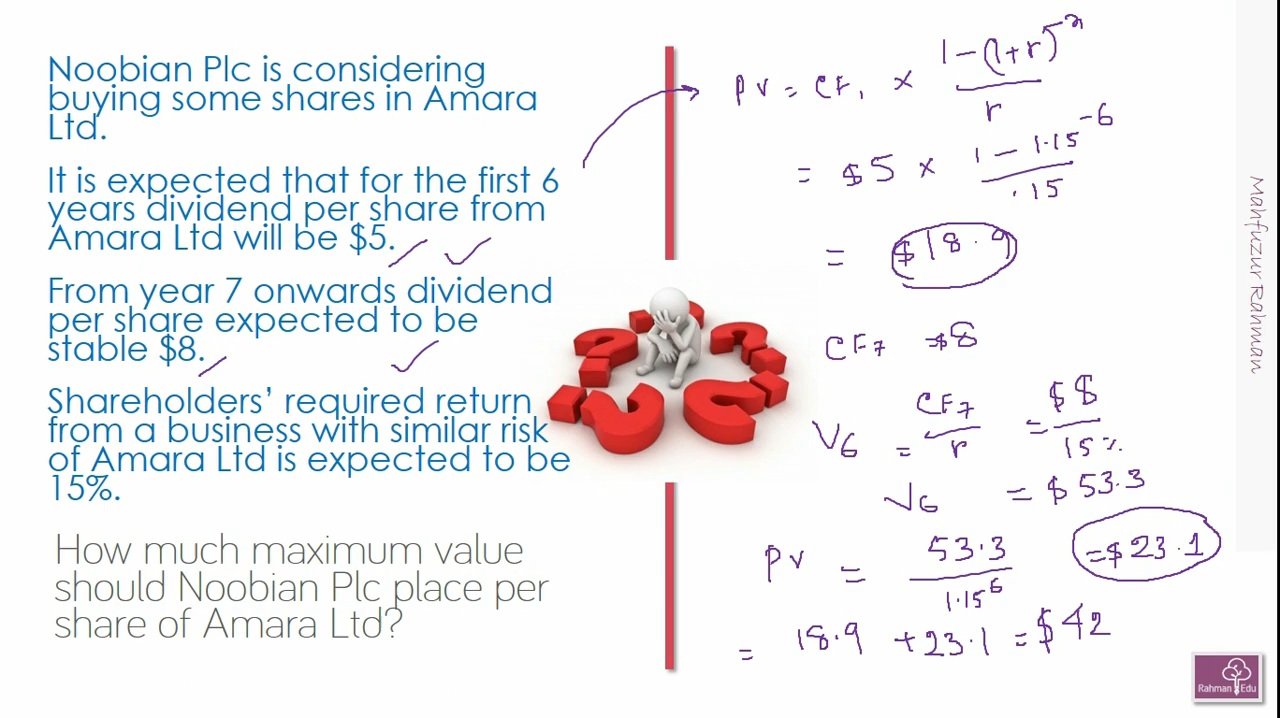 Noobian Plc is considering
buying some shares in Amara
Ltd.
It is expected that for the first 6
years dividend per share from
Amara Ltd will be $5.
From year 7 onwards dividend
per share expected to be
stable $8.
Shareholders’ required return
from a business with similar risk
of Amara Ltd is expected to be
15%.
How much maximum value
should Noobian Plc place per
share of Amara Ltd?
PV = CF₁ × (1-(1+r)⁻ⁿ)/r
= $5 × (1-1.15⁻⁶)/.15
= $18.9
CF₇ = $8
V₆ = CF₇/r = $8/15%
V₆ = $53.3
PV = 53.3/1.15⁶ = $23.1
= 18.9 + 23.1 = $42
Mahfuzur Rahman
Rahman Edu